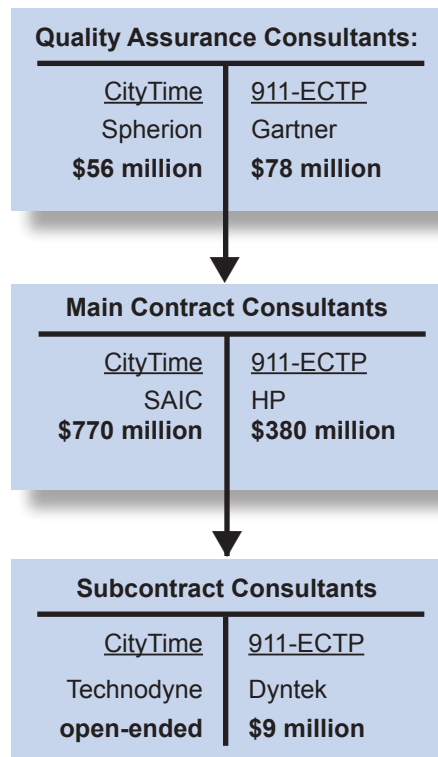 Quality Assurance Consultants:
CityTime 911-ECTP
Spherion Gartner
$56 million $78 million
Main Contract Consultants
CityTime 911-ECTP
SAIC HP
$770 million $380 million
Subcontract Consultants
CityTime 911-ECTP
Technodyne Dyntek
open-ended $9 million